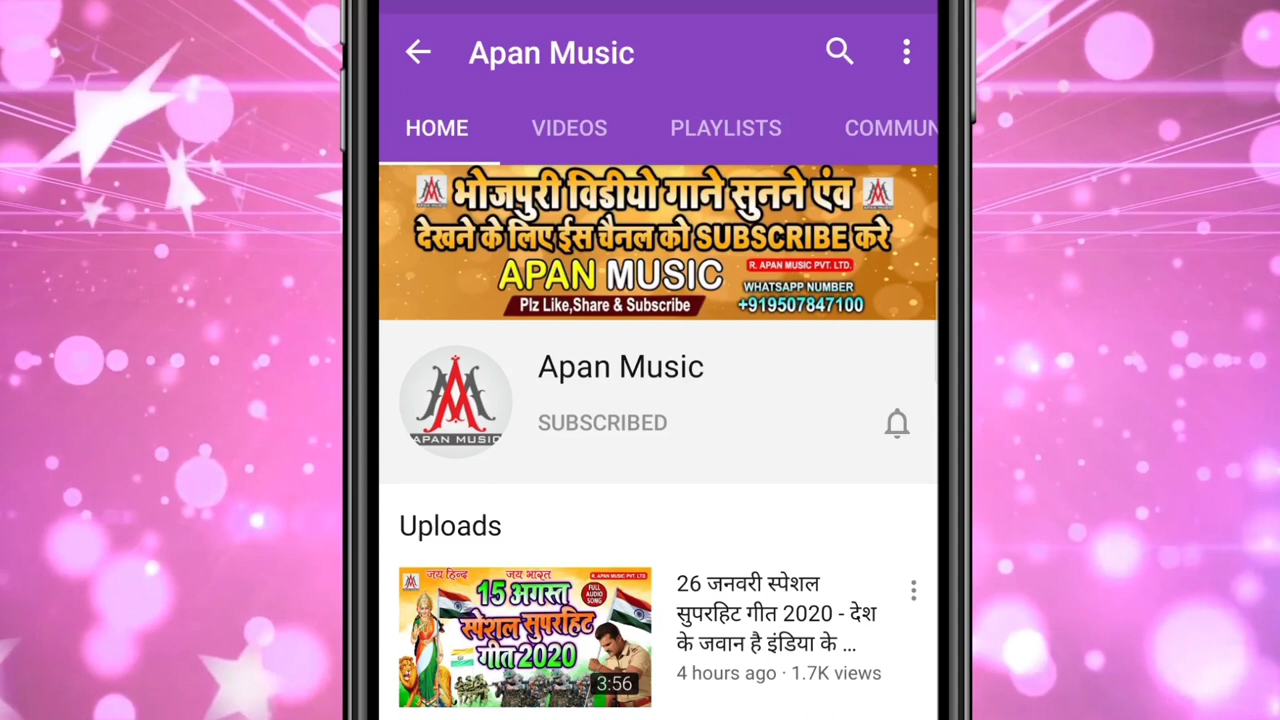 Apan Music
HOME VIDEOS PLAYLISTS COMMUN
भोजपुरी विडीयो गाने सुनने एंव
देखने के लिए ईस चैनल को SUBSCRIBE करे
APAN MUSIC
R. APAN MUSIC PVT. LTD.
WHATSAPP NUMBER
+919507847100
Plz Like,Share & Subscribe
Apan Music
SUBSCRIBED
APAN MUSIC
Uploads
जय हिन्द जय भारत
R. APAN MUSIC PVT. LTD
15 अगस्त
FULL
AUDIO
SONG
स्पेशल सुपरहिट
गीत 2020
3:56
26 जनवरी स्पेशल
सुपरहिट गीत 2020 - देश
के जवान है इंडिया के ...
4 hours ago · 1.7K views